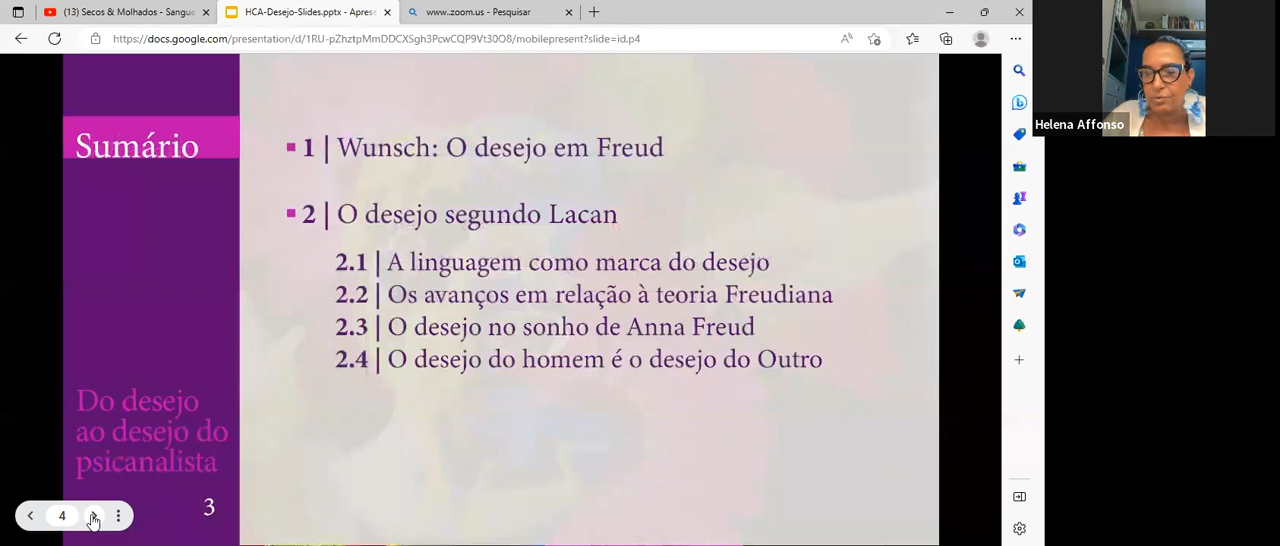 (13) Secos & Molhados - Sangue
HCA-Desejo-Slides.pptx - Aprese
www..zoom.us - Pesquisar
https://docs.google.com/presentation/d/1RU-pZhztpMmDDCXSgh3PcwCQP9Vt30O8/mobilepresent?slide=id.p4
Helena Affonso
Sumário
1 | Wunsch: O desejo em Freud
2 | O desejo segundo Lacan
2.1 | A linguagem como marca do desejo
2.2 | Os avanços em relação à teoria Freudiana
2.3 | O desejo no sonho de Anna Freud
2.4 | O desejo do homem é o desejo do Outro
Do desejo
ao desejo do
psicanalista
3
4